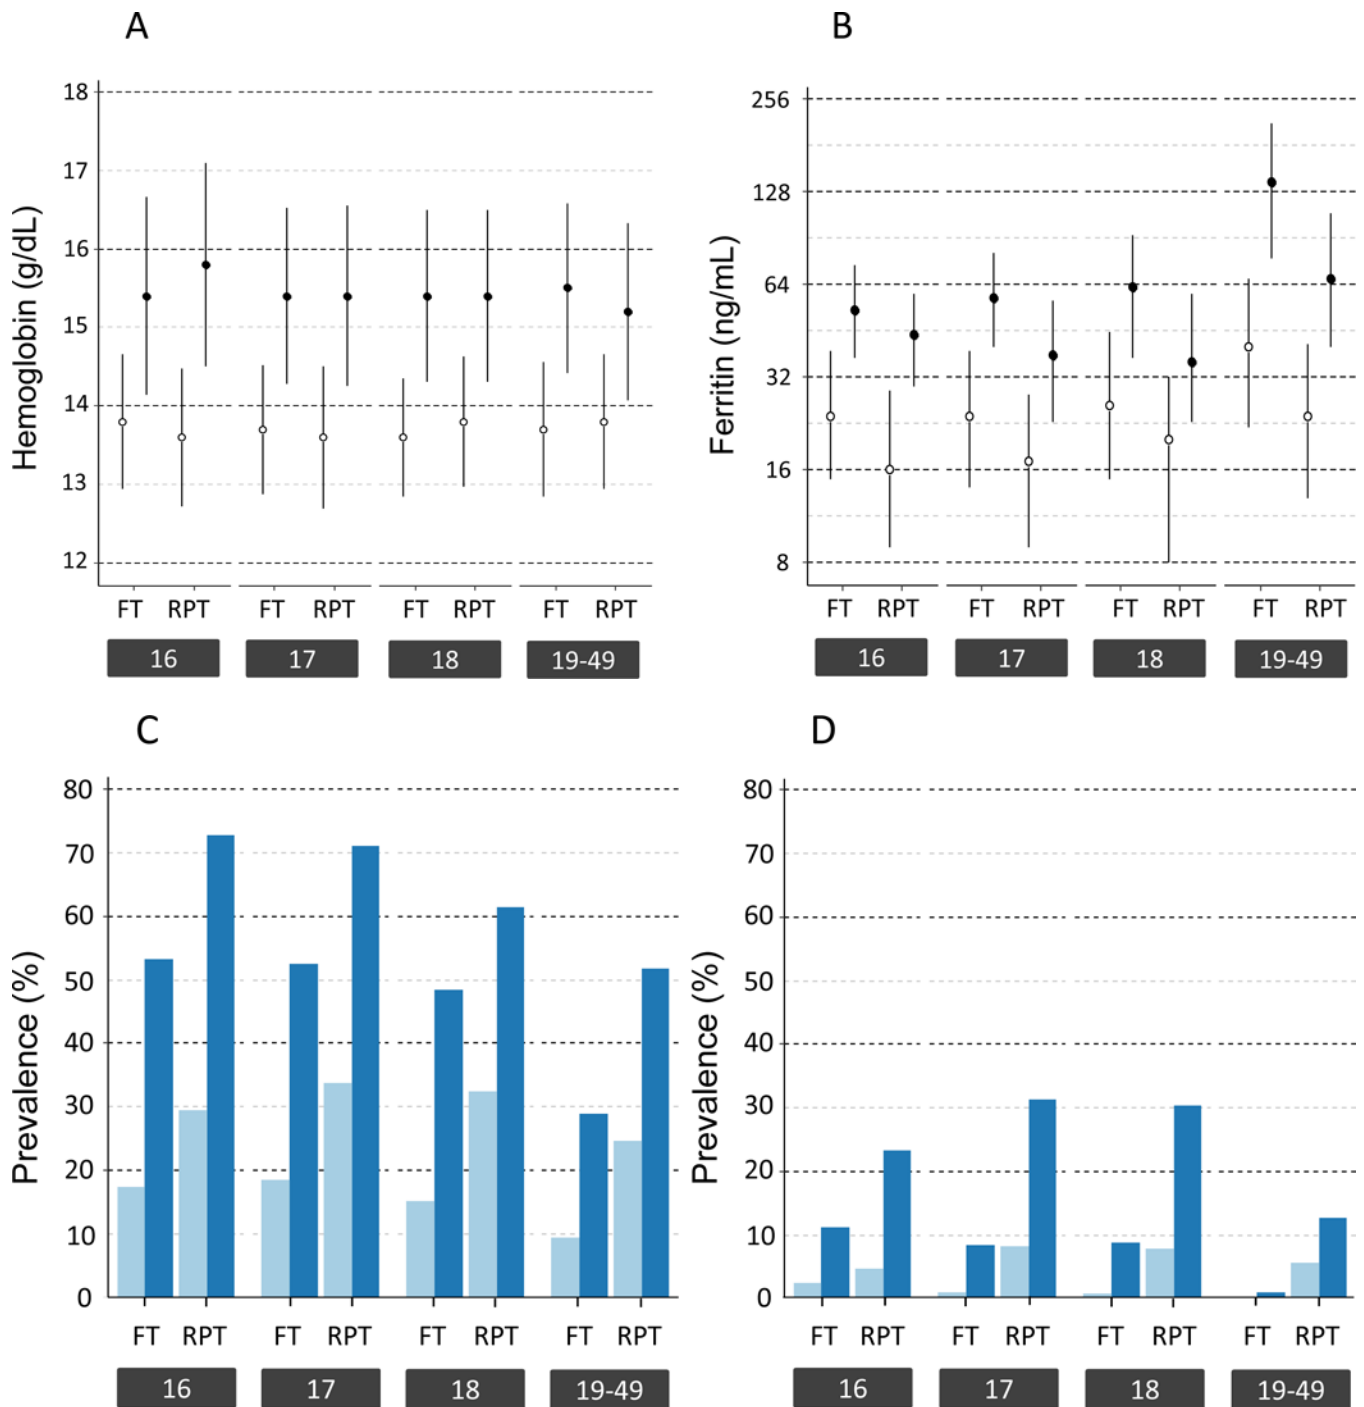 A
Hemoglobin (g/dL)
18
17
16
15
14
13
12
FT RPT FT RPT FT RPT FT RPT
16 17 18 19-49
B
Ferritin (ng/mL)
256
128
64
32
16
8
FT RPT FT RPT FT RPT FT RPT
16 17 18 19-49
C
Prevalence (%)
80
70
60
50
40
30
20
10
0
FT RPT FT RPT FT RPT FT RPT
16 17 18 19-49
D
Prevalence (%)
80
70
60
50
40
30
20
10
0
FT RPT FT RPT FT RPT FT RPT
16 17 18 19-49